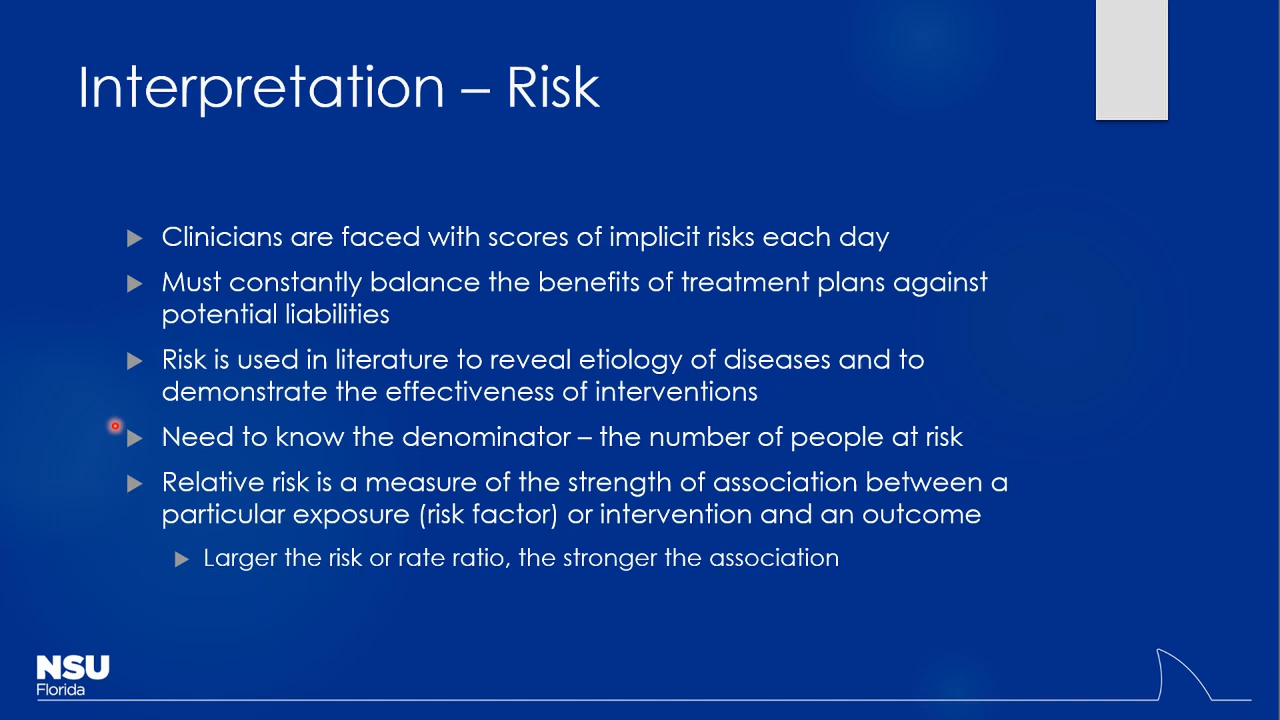 Interpretation – Risk
Clinicians are faced with scores of implicit risks each day
Must constantly balance the benefits of treatment plans against
potential liabilities
Risk is used in literature to reveal etiology of diseases and to
demonstrate the effectiveness of interventions
Need to know the denominator – the number of people at risk
Relative risk is a measure of the strength of association between a
particular exposure (risk factor) or intervention and an outcome
Larger the risk or rate ratio, the stronger the association
NSU
Florida